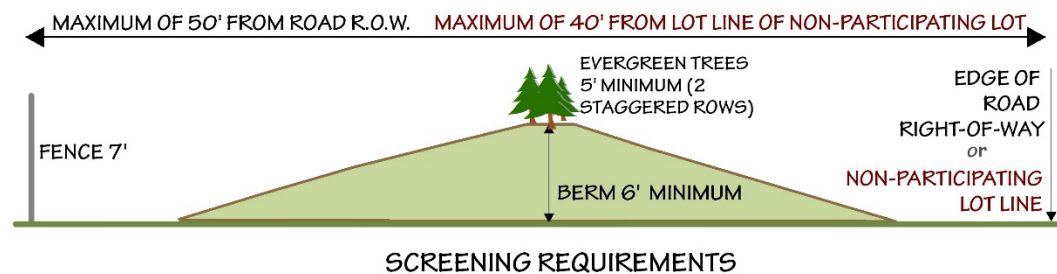 MAXIMUM OF 50' FROM ROAD R.O.W. MAXIMUM OF 40' FROM LOT LINE OF NON-PARTICIPATING LOT
EVERGREEN TREES
5' MINIMUM (2
STAGGERED ROWS)
EDGE OF
ROAD
RIGHT-OF-WAY
or
NON-PARTICIPATING
LOT LINE
FENCE 7'
BERM 6' MINIMUM
SCREENING REQUIREMENTS